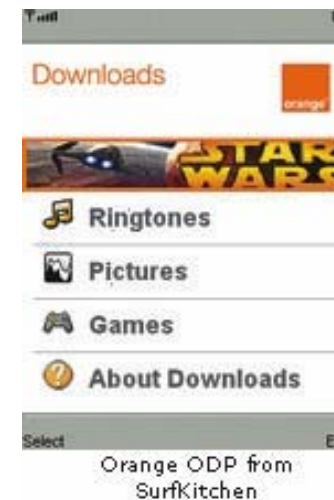 Downloads
orange
STAR
WARS
Ringtones
Pictures
Games
About Downloads
Select
Orange ODP from
SurfKitchen